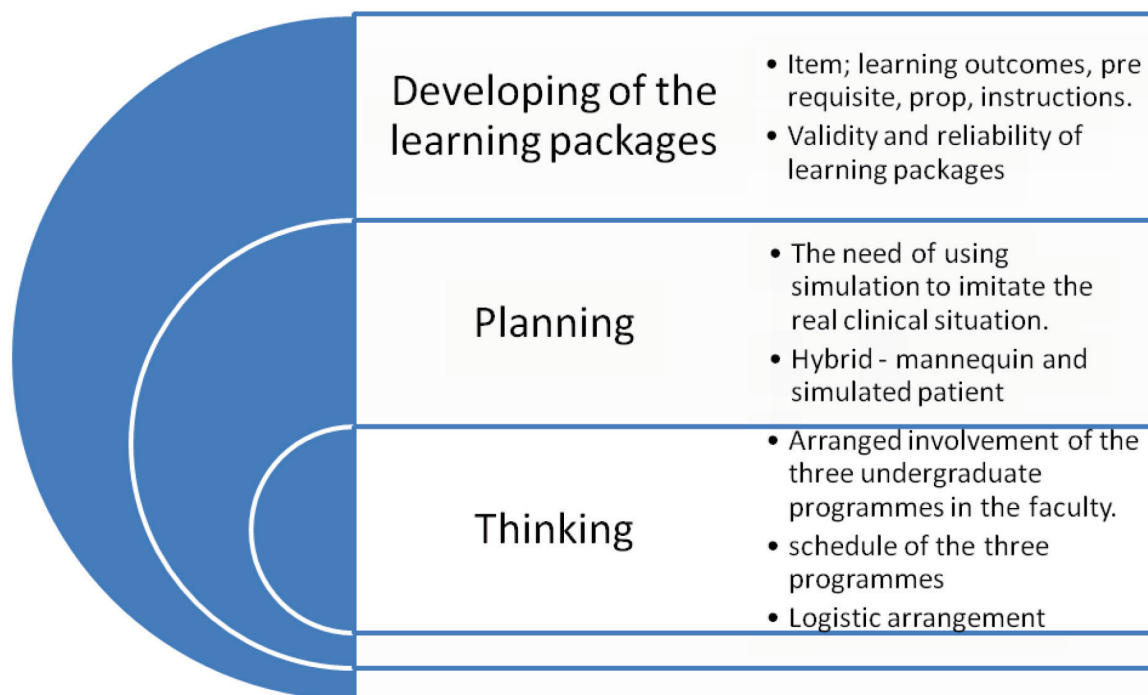 Developing of the
learning packages
• Item; learning outcomes, pre
requisite, prop, instructions.
• Validity and reliability of
learning packages
Planning
• The need of using
simulation to imitate the
real clinical situation.
• Hybrid - mannequin and
simulated patient
Thinking
• Arranged involvement of the
three undergraduate
programmes in the faculty.
• schedule of the three
programmes
• Logistic arrangement